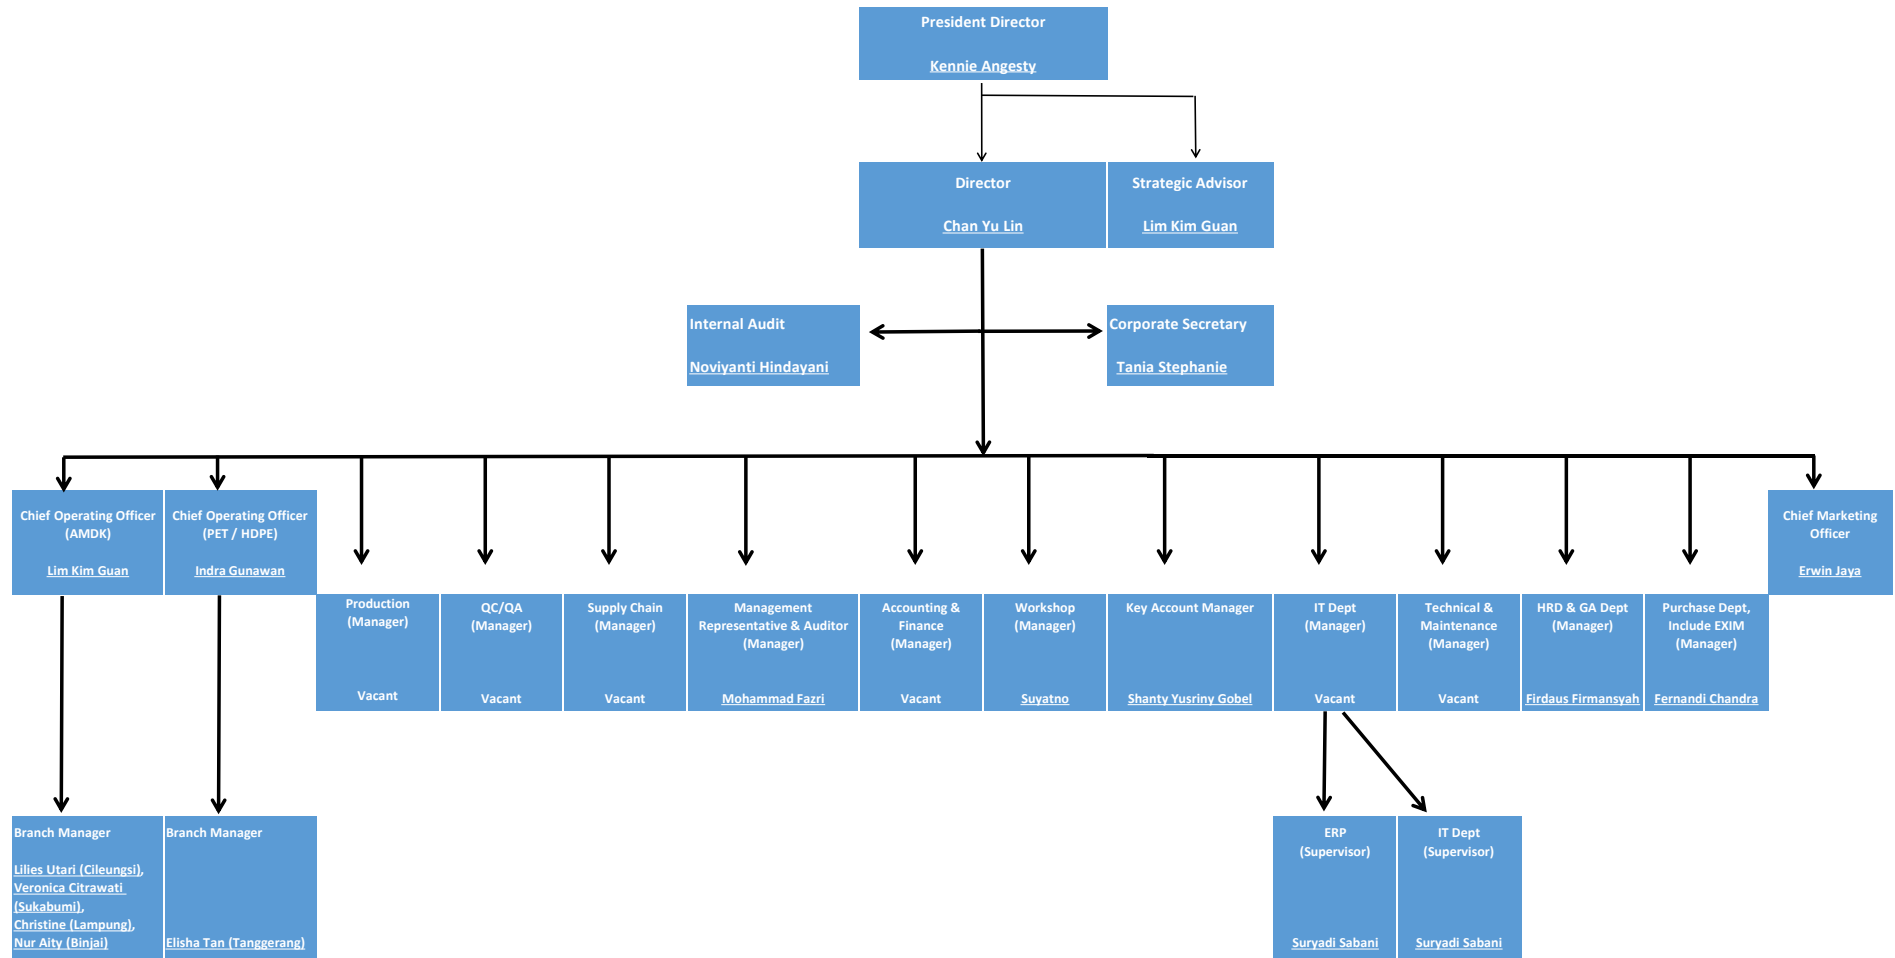 President Director
Kennie Angesty
Director
Chan Yu Lin
Strategic Advisor
Lim Kim Guan
Internal Audit
Noviyanti Hindayani
Corporate Secretary
Tania Stephanie
Chief Operating Officer
(AMDK)
Lim Kim Guan
Chief Operating Officer
(PET / HDPE)
Indra Gunawan
Chief Marketing
Officer
Erwin Jaya
Production
(Manager)
Vacant
QC/QA
(Manager)
Vacant
Supply Chain
(Manager)
Vacant
Management
Representative & Auditor
(Manager)
Mohammad Fazri
Accounting &
Finance
(Manager)
Vacant
Workshop
(Manager)
Suyatno
Key Account Manager
Shanty Yusriny Gobel
IT Dept
(Manager)
Vacant
Technical &
Maintenance
(Manager)
Vacant
HRD & GA Dept
(Manager)
Firdaus Firmansyah
Purchase Dept,
Include EXIM
(Manager)
Fernandi Chandra
Branch Manager
Lilies Utari (Cileungsi),
Veronica Citrawati
(Sukabumi),
Christine (Lampung),
Nur Aity (Binjai)
Branch Manager
Elisha Tan (Tanggerang)
ERP
(Supervisor)
Suryadi Sabani
IT Dept
(Supervisor)
Suryadi Sabani